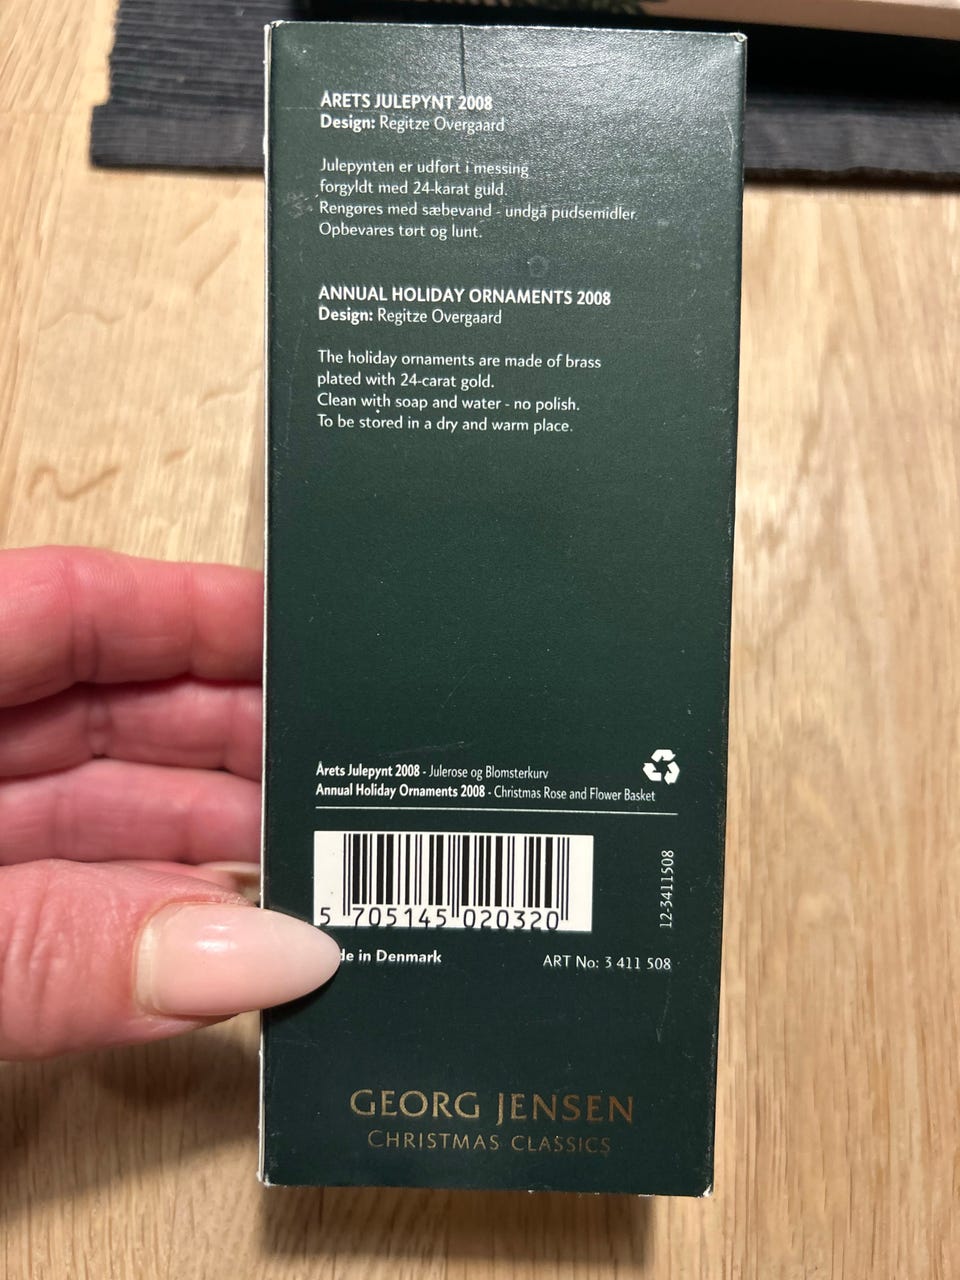 ÅRETS JULEPYNT 2008
Design: Regitze Overgaard
Julepynten er udført i messing
forgyldt med 24-karat guld.
Rengøres med sæbevand - undgå pudsemidler.
Opbevares tørt og lunt.
ANNUAL HOLIDAY ORNAMENTS 2008
Design: Regitze Overgaard
The holiday ornaments are made of brass
plated with 24-carat gold.
Clean with soap and water - no polish.
To be stored in a dry and warm place.
Årets Julepynt 2008 - Julerose og Blomsterkurv
Annual Holiday Ornaments 2008 - Christmas Rose and Flower Basket
5 705145 020320
12-3411508
de in Denmark
ART No: 3 411 508
GEORG JENSEN
CHRISTMAS CLASSICS